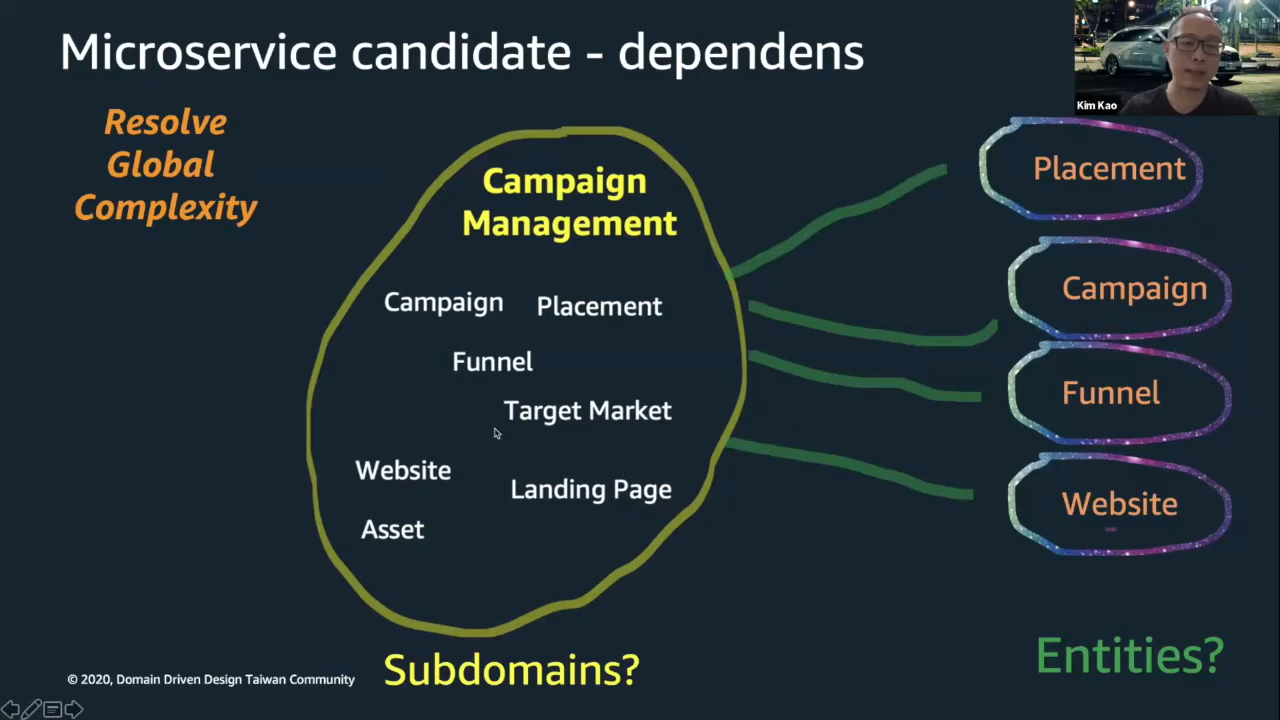 Microservice candidate - dependens
Kim Kao
Resolve
Global
Complexity
Campaign
Management
Campaign
Placement
Funnel
Target Market
Website
Landing Page
Asset
Placement
Campaign
Funnel
Website
Subdomains?
Entities?
© 2020, Domain Driven Design Taiwan Community